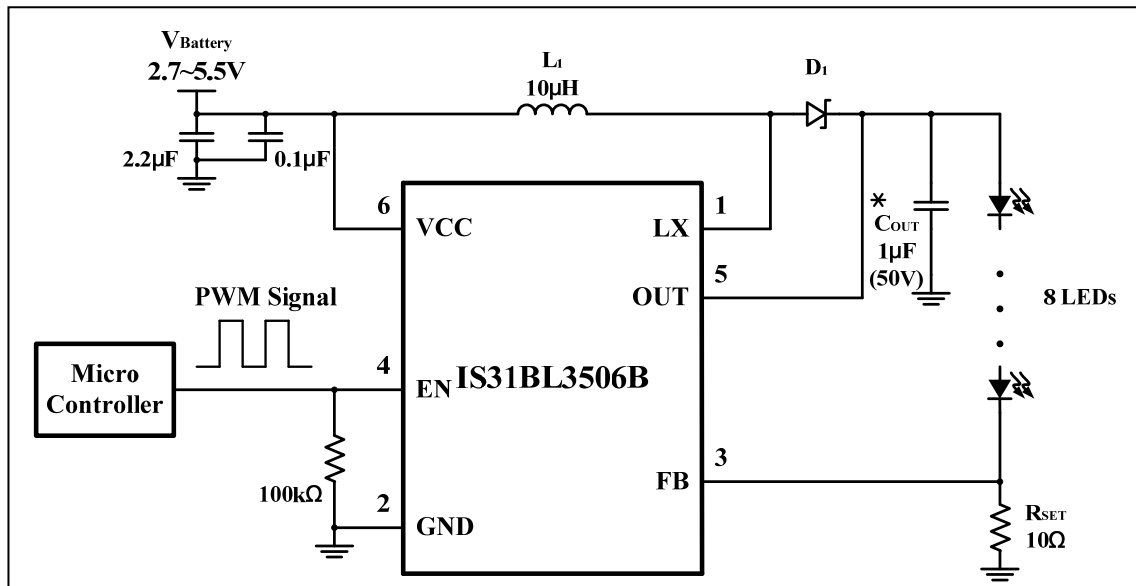 VBattery
2.7~5.5V
L1
10µH
D1
2.2µF
0.1µF
6
VCC
1
LX
*
COUT
1µF
(50V)
5
OUT
8 LEDs
PWM Signal
Micro
Controller
4
EN
IS31BL3506B
100kΩ
2
GND
3
FB
RSET
10Ω